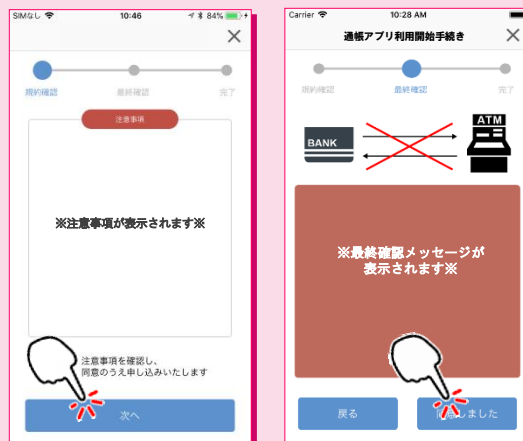 SIMなし 10:46 84%
規約確認 最終確認 完了
注意事項
※注意事項が表示されます※
注意事項を確認し、
同意のうえ申し込みいたします
次へ
Carrier 10:28 AM
通帳アプリ利用開始手続き
規約確認 最終確認 完了
BANK ATM
※最終確認メッセージが
表示されます※
戻る しました